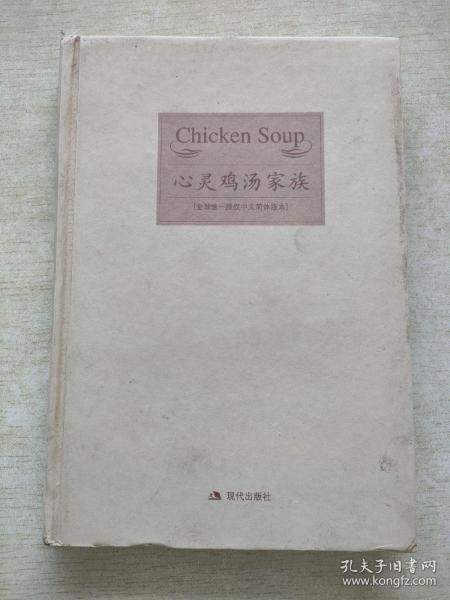 Chicken Soup
心灵鸡汤家族
[全球唯一授权中文简体版本]
现代出版社
孔夫子旧书网
www.kongfz.com